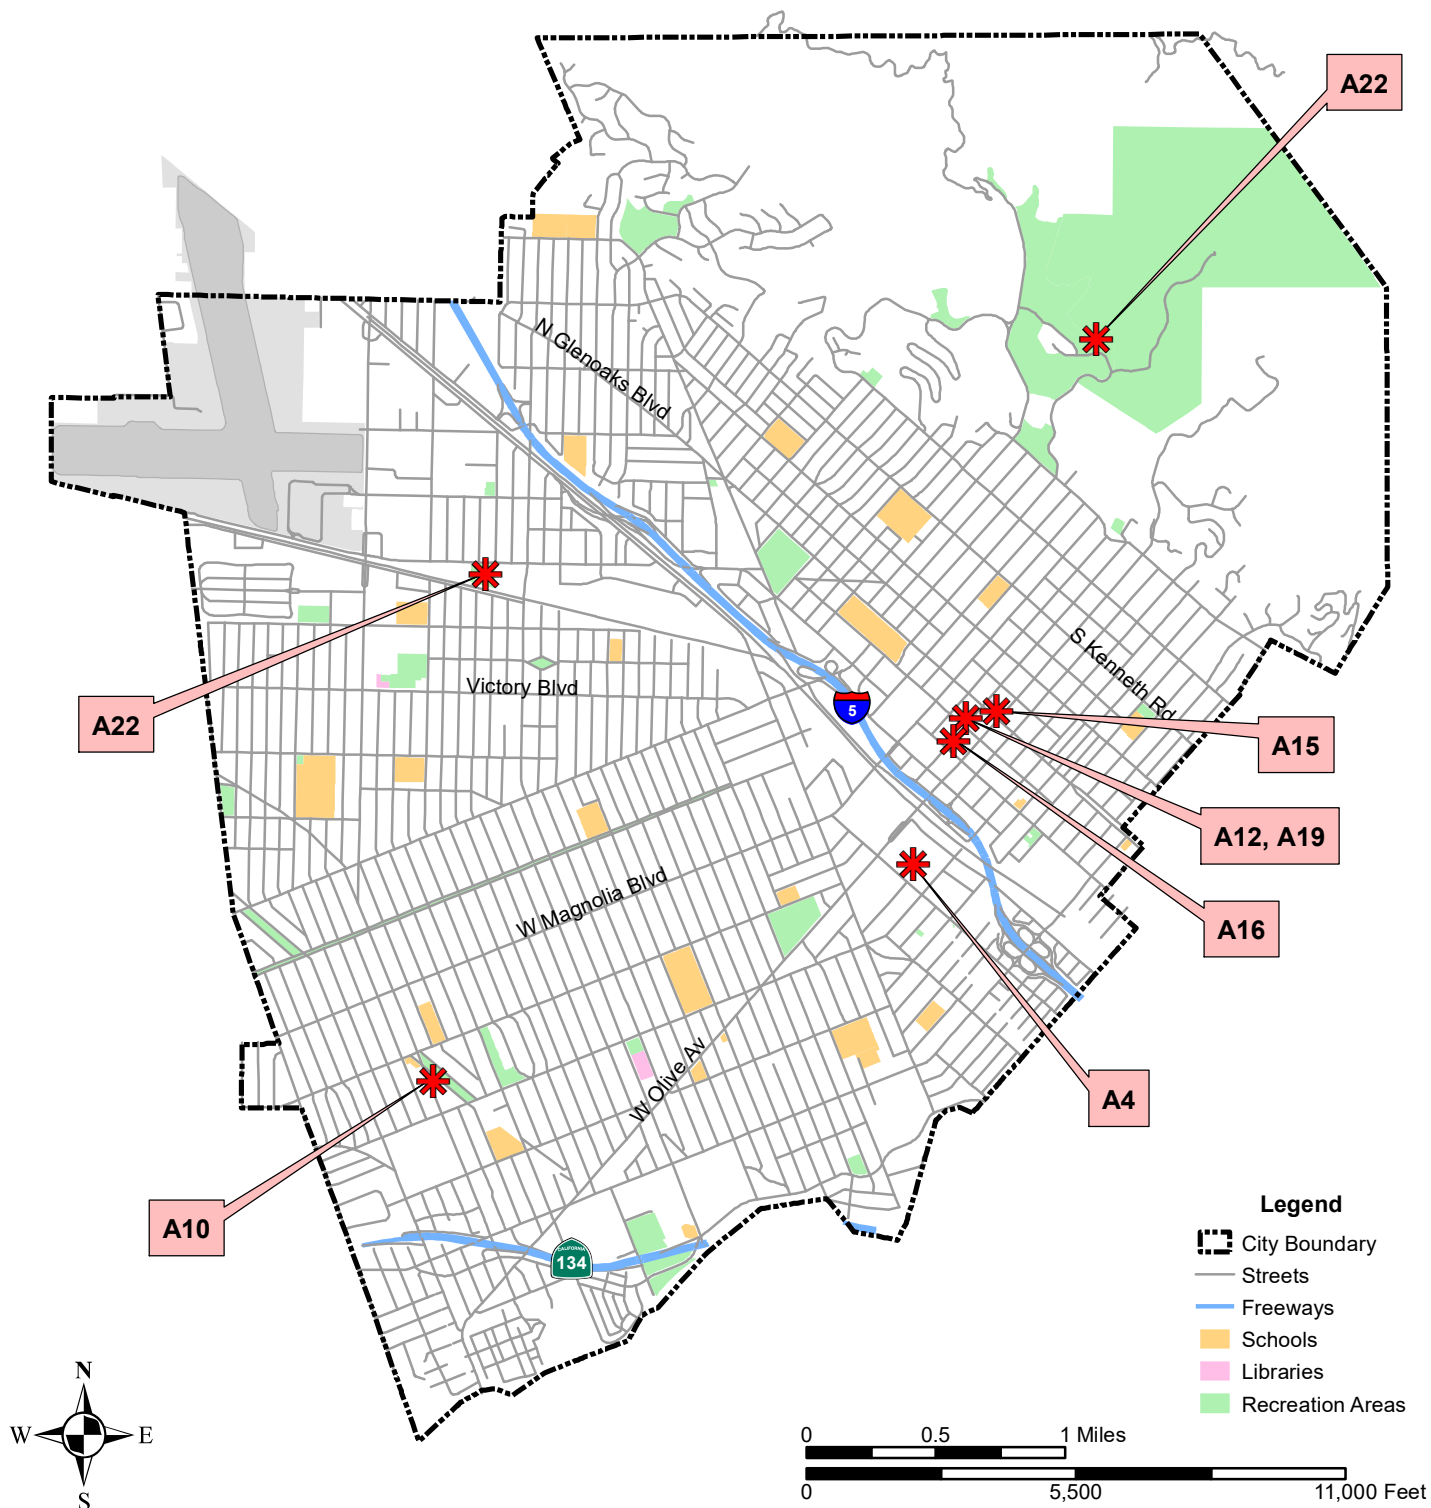 A22
N Glenoaks Blvd
S Kenneth Rd
Victory Blvd
5
A22
A15
A12, A19
W Magnolia Blvd
A16
W Olive Av
A4
A10
CALIFORNIA
134
Legend
City Boundary
Streets
Freeways
Schools
Libraries
Recreation Areas
N
W E
S
0 0.5 1 Miles
0 5,500 11,000 Feet